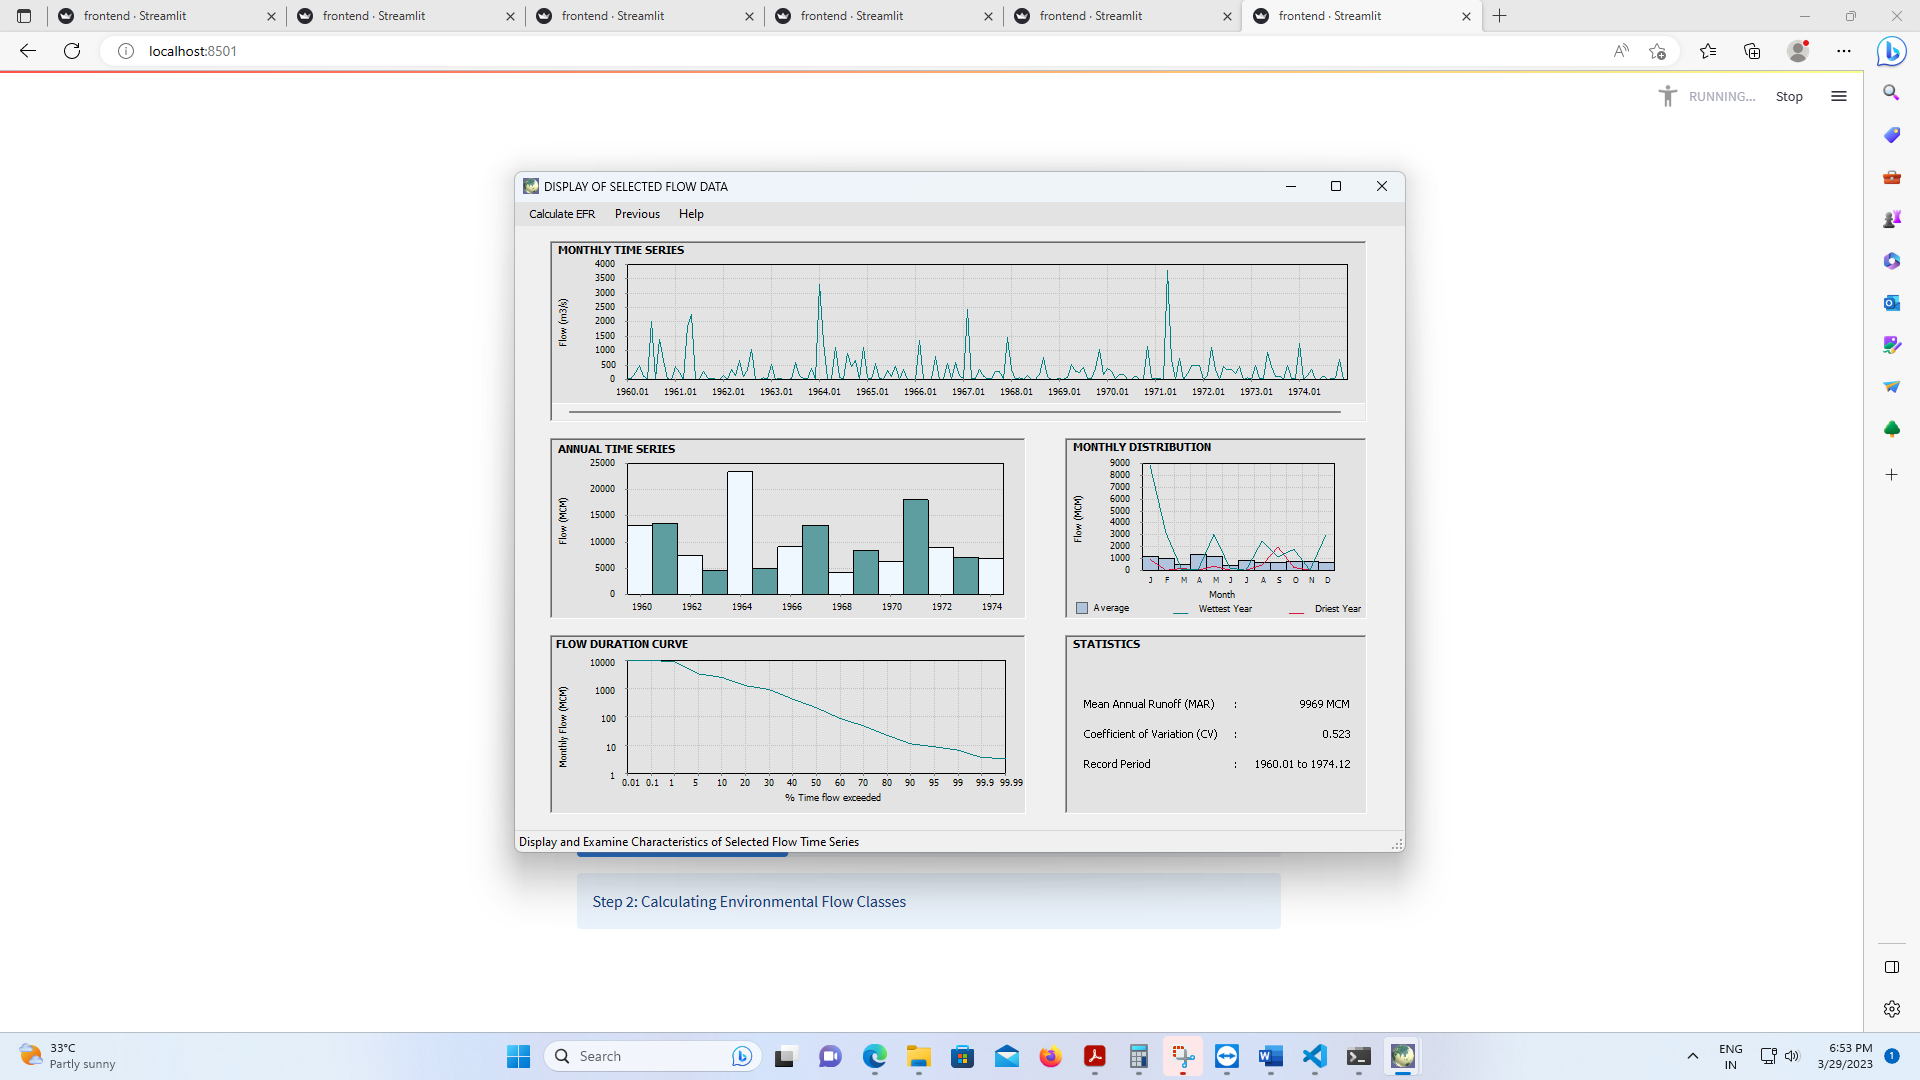 frontend · Streamlit
frontend · Streamlit
frontend · Streamlit
frontend · Streamlit
frontend · Streamlit
frontend · Streamlit
localhost:8501
RUNNING...
Stop
DISPLAY OF SELECTED FLOW DATA
Calculate EFR Previous Help
MONTHLY TIME SERIES
Flow (m3/s)
4000
3500
3000
2500
2000
1500
1000
500
0
1960.01 1961.01 1962.01 1963.01 1964.01 1965.01 1966.01 1967.01 1968.01 1969.01 1970.01 1971.01 1972.01 1973.01 1974.01
ANNUAL TIME SERIES
Flow (MCM)
25000
20000
15000
10000
5000
0
1960 1962 1964 1966 1968 1970 1972 1974
MONTHLY DISTRIBUTION
Flow (MCM)
9000
8000
7000
6000
5000
4000
3000
2000
1000
0
J F M A M J J A S O N D
Month
Average Wettest Year Driest Year
FLOW DURATION CURVE
Monthly Flow (MCM)
10000
1000
100
10
1
0.01 0.1 1 5 10 20 30 40 50 60 70 80 90 95 99 99.9 99.99
% Time flow exceeded
STATISTICS
Mean Annual Runoff (MAR) : 9969 MCM
Coefficient of Variation (CV) : 0.523
Record Period : 1960.01 to 1974.12
Display and Examine Characteristics of Selected Flow Time Series
Step 2: Calculating Environmental Flow Classes
33°C
Partly sunny
Search
ENG
IN
6:53 PM
3/29/2023
1